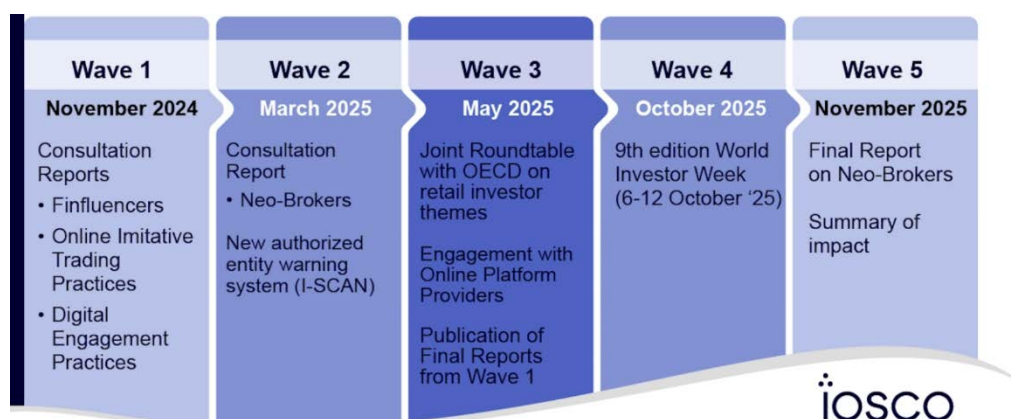 Wave 1
November 2024
Consultation
Reports
• Finfluencers
• Online Imitative
Trading
Practices
• Digital
Engagement
Practices
Wave 2
March 2025
Consultation
Report
• Neo-Brokers
New authorized
entity warning
system (I-SCAN)
Wave 3
May 2025
Joint Roundtable
with OECD on
retail investor
themes
Engagement with
Online Platform
Providers
Publication of
Final Reports
from Wave 1
Wave 4
October 2025
9th edition World
Investor Week
(6-12 October ‘25)
Wave 5
November 2025
Final Report
on Neo-Brokers
Summary of
impact
iosco